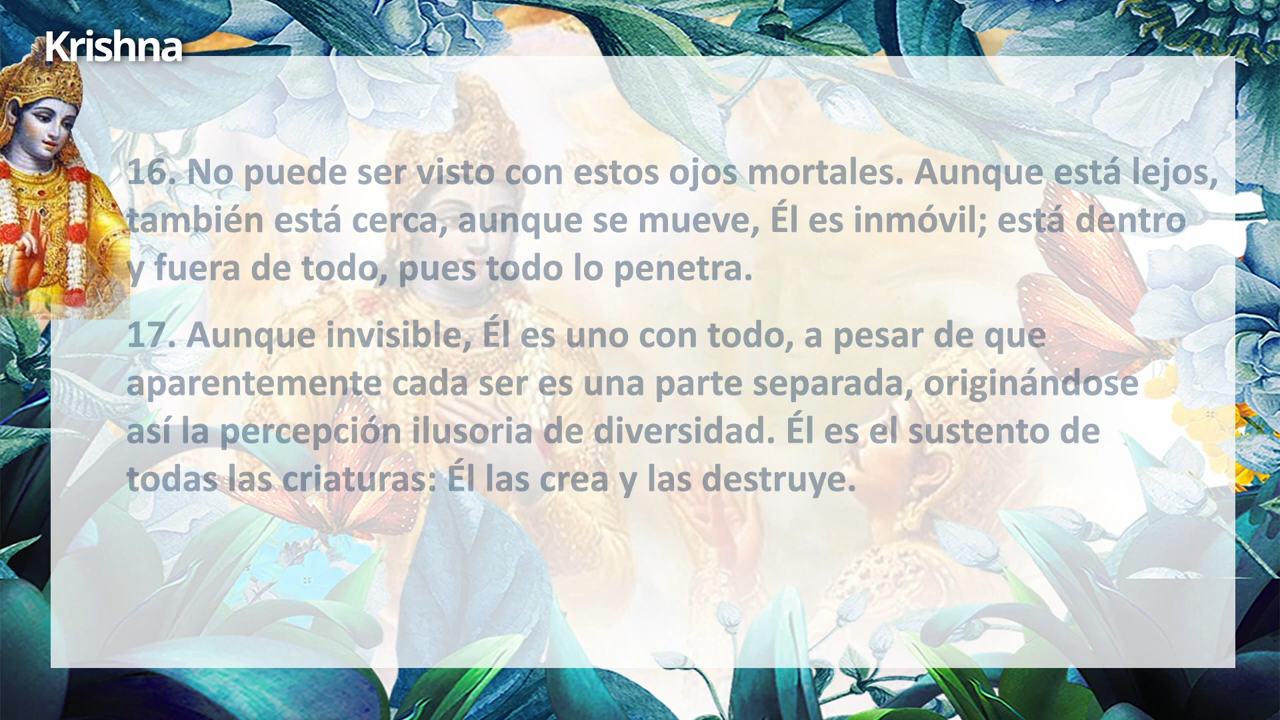 Krishna
16. No puede ser visto con estos ojos mortales. Aunque está lejos,
también está cerca, aunque se mueve, Él es inmóvil; está dentro
y fuera de todo, pues todo lo penetra.
17. Aunque invisible, Él es uno con todo, a pesar de que
aparentemente cada ser es una parte separada, originándose
así la percepción ilusoria de diversidad. Él es el sustento de
todas las criaturas: Él las crea y las destruye.